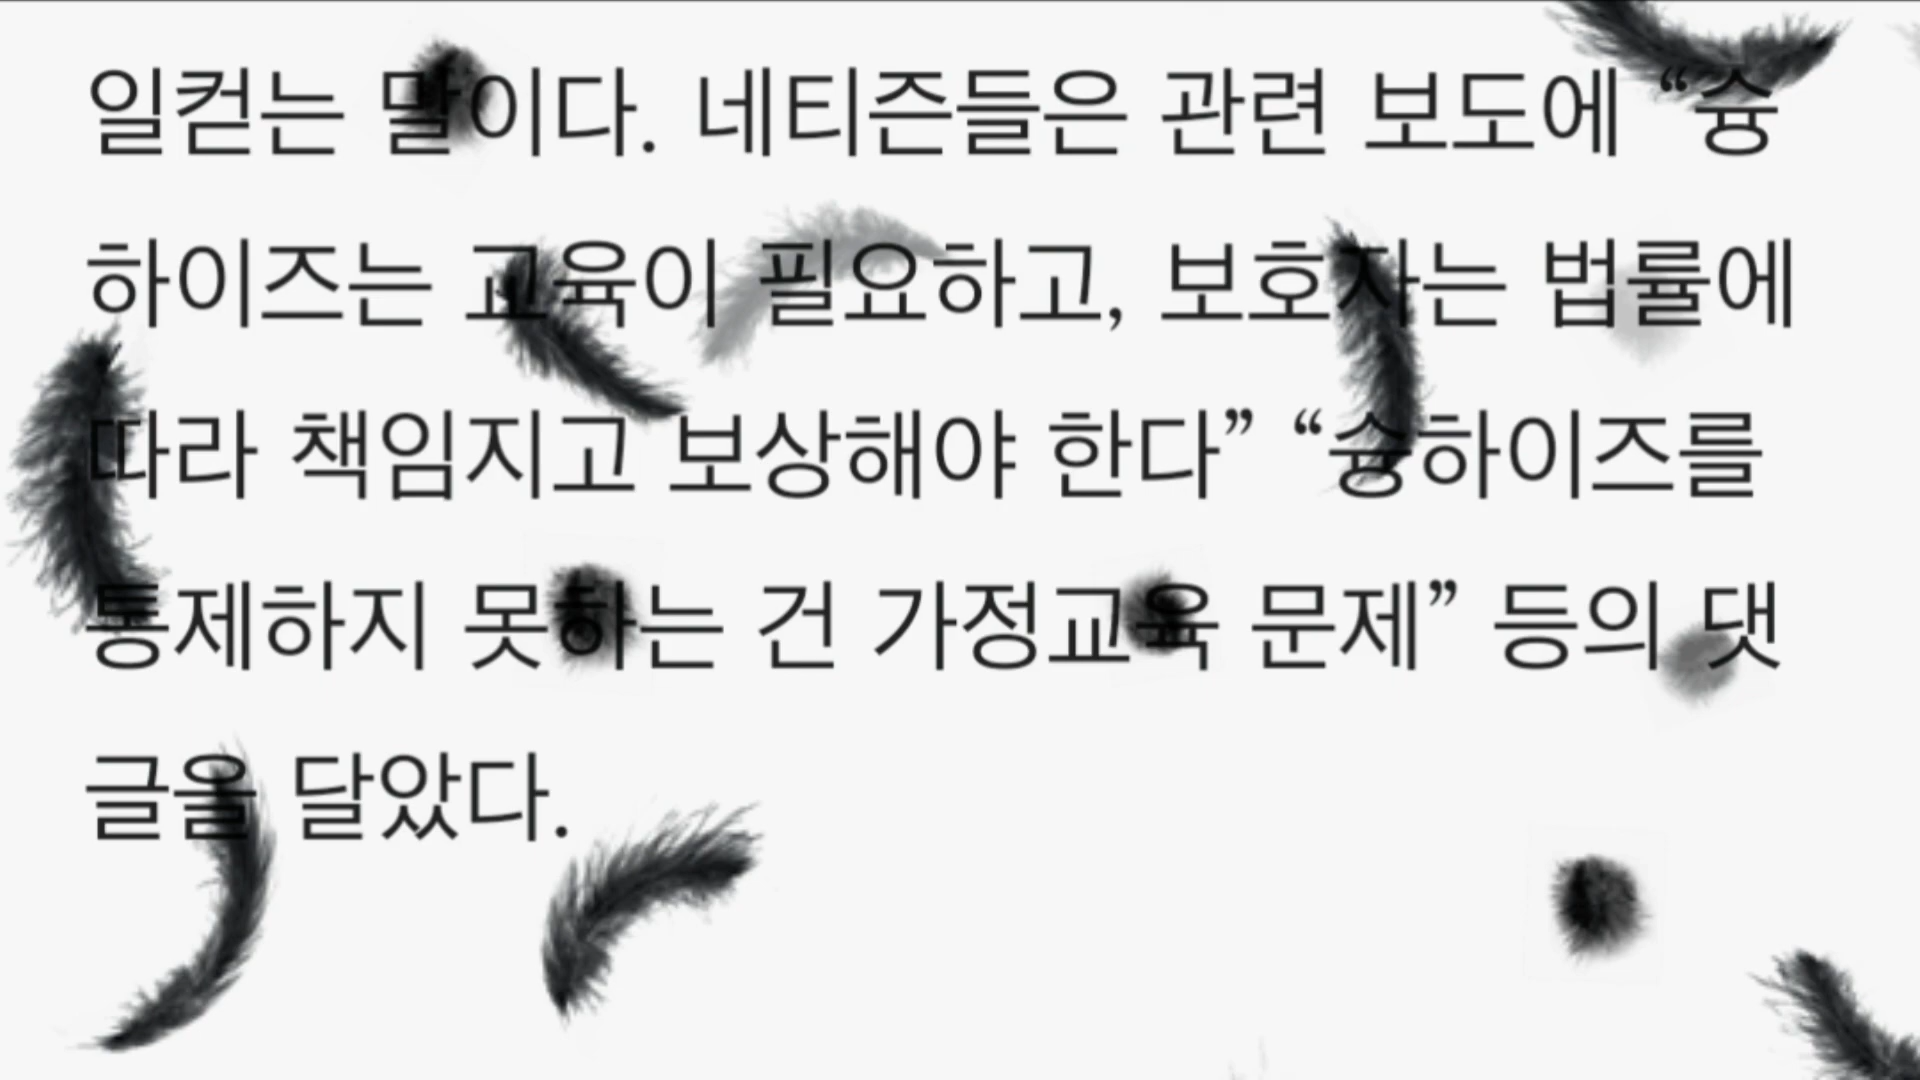 일컫는 말이다. 네티즌들은 관련 보도에 “슝
하이즈는 교육이 필요하고, 보호자는 법률에
따라 책임지고 보상해야 한다” “슝하이즈를
통제하지 못하는 건 가정교육 문제” 등의 댓
글을 달았다.